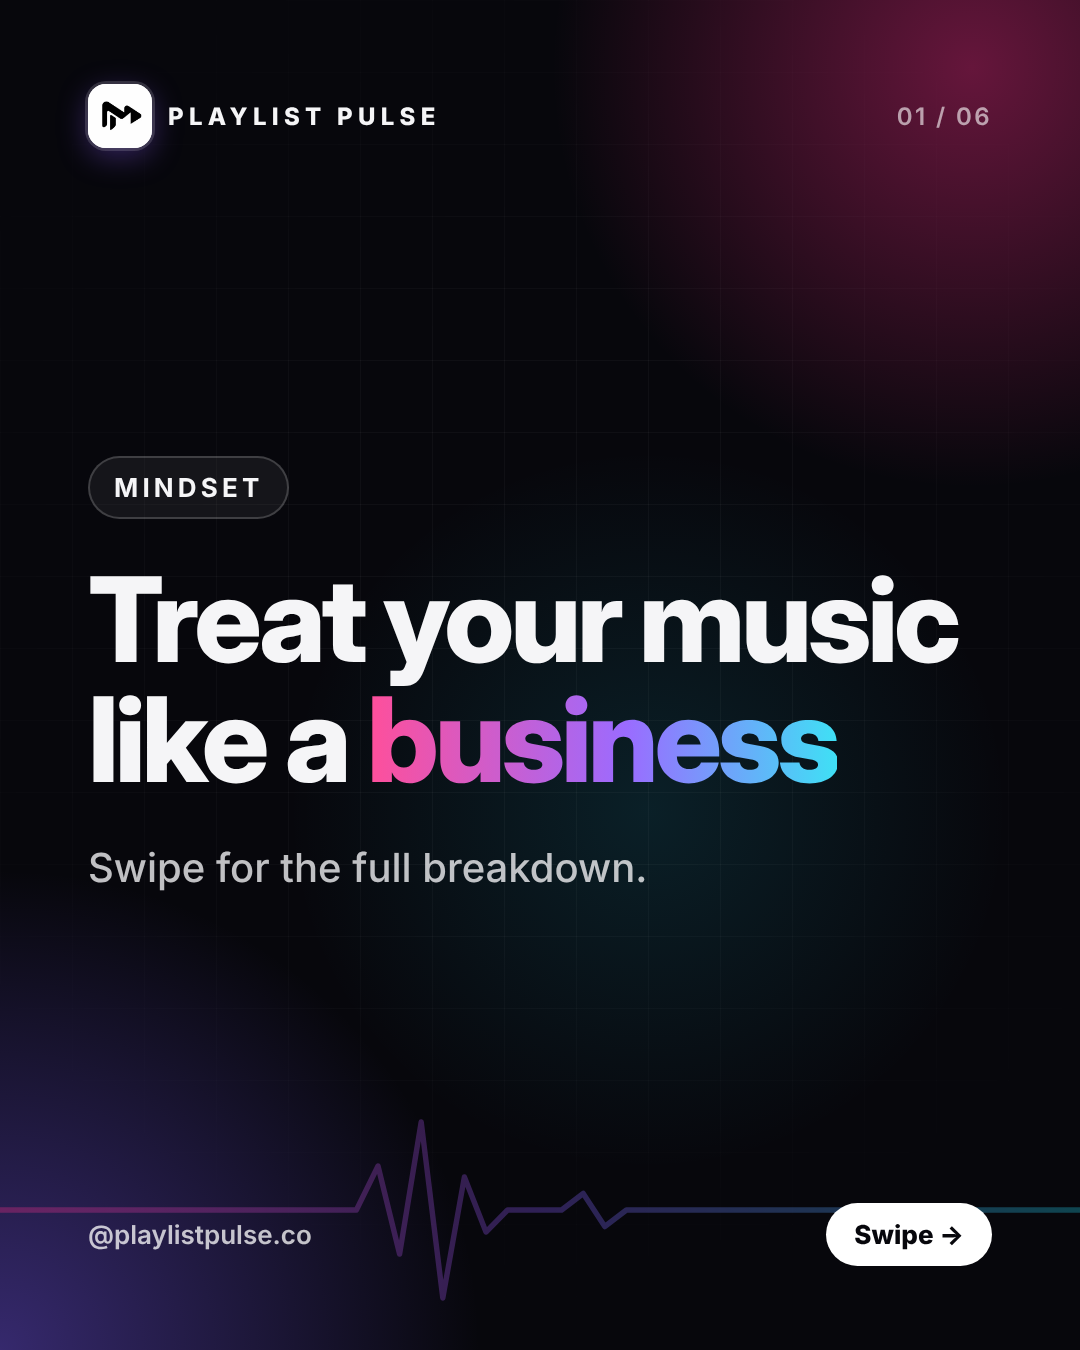 PLAYLIST PULSE
01 / 06
MINDSET
Treat your music
like a business
Swipe for the full breakdown.
@playlistpulse.co
Swipe →